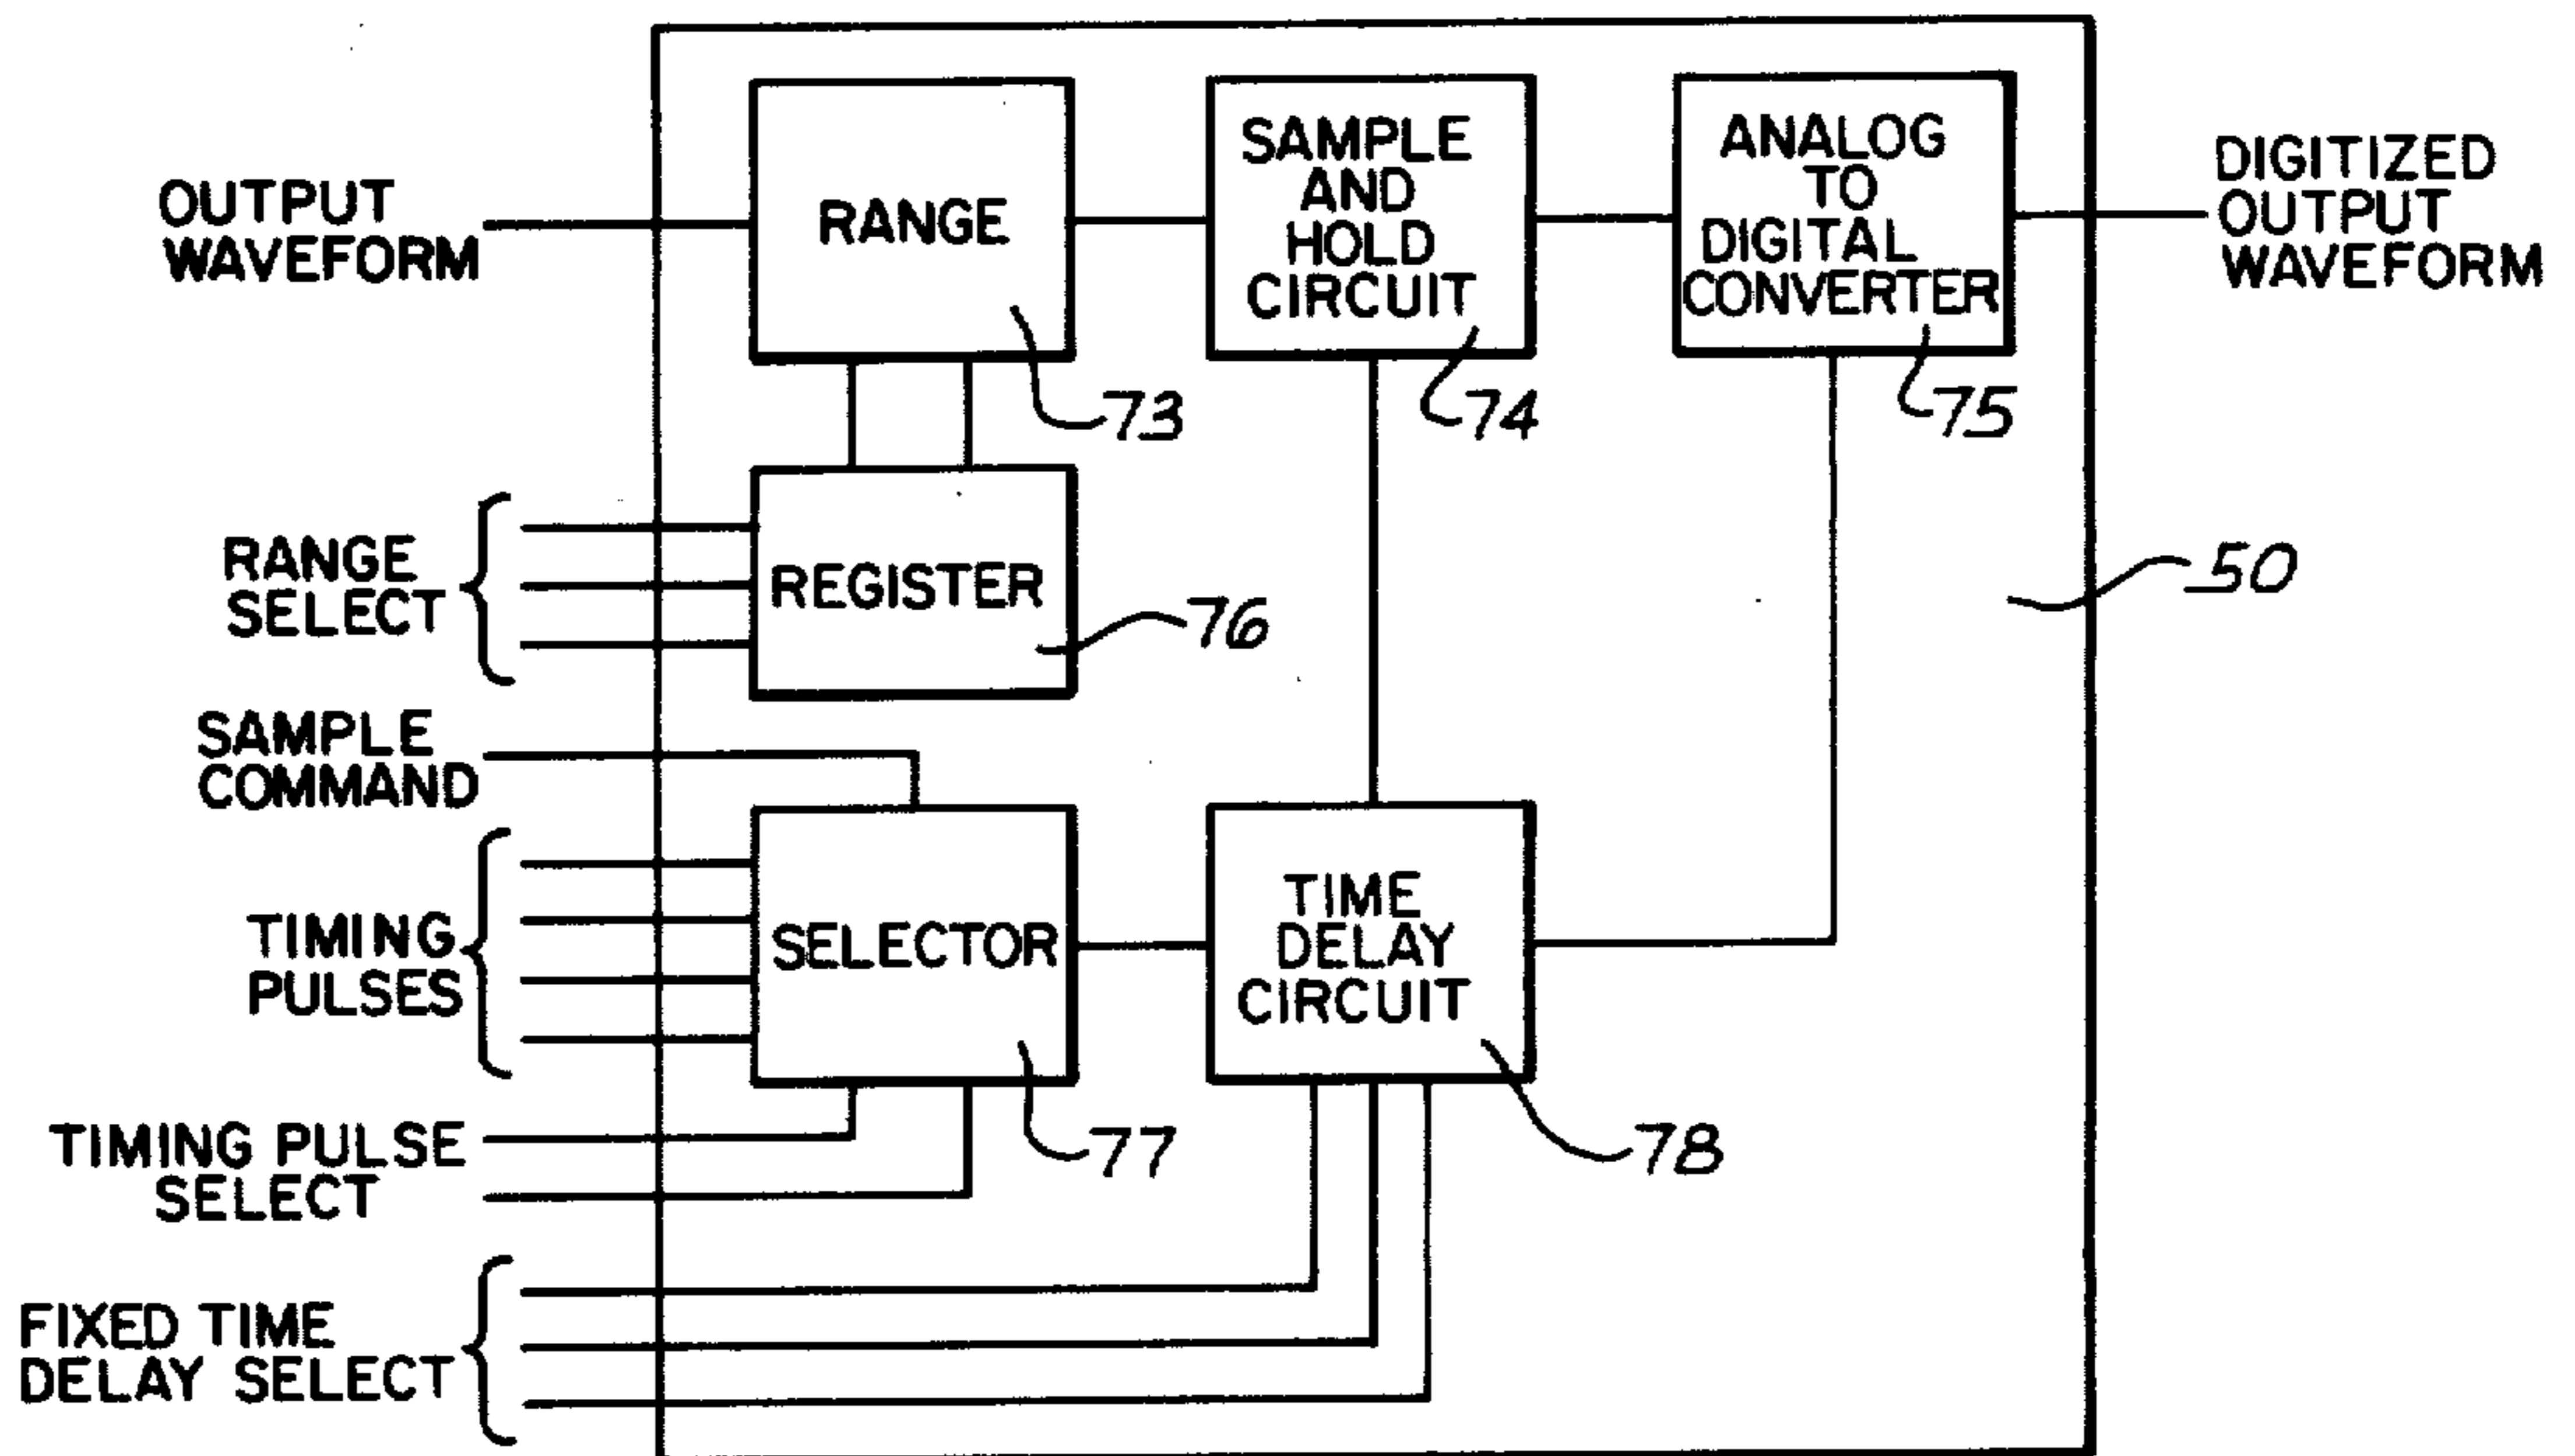 OUTPUT
WAVEFORM
RANGE
73
SAMPLE
AND
HOLD
CIRCUIT
74
ANALOG
TO
DIGITAL
CONVERTER
75
DIGITIZED
OUTPUT
WAVEFORM
RANGE
SELECT
REGISTER
76
50
SAMPLE
COMMAND
TIMING
PULSES
SELECTOR
77
TIME
DELAY
CIRCUIT
78
TIMING PULSE
SELECT
FIXED TIME
DELAY SELECT